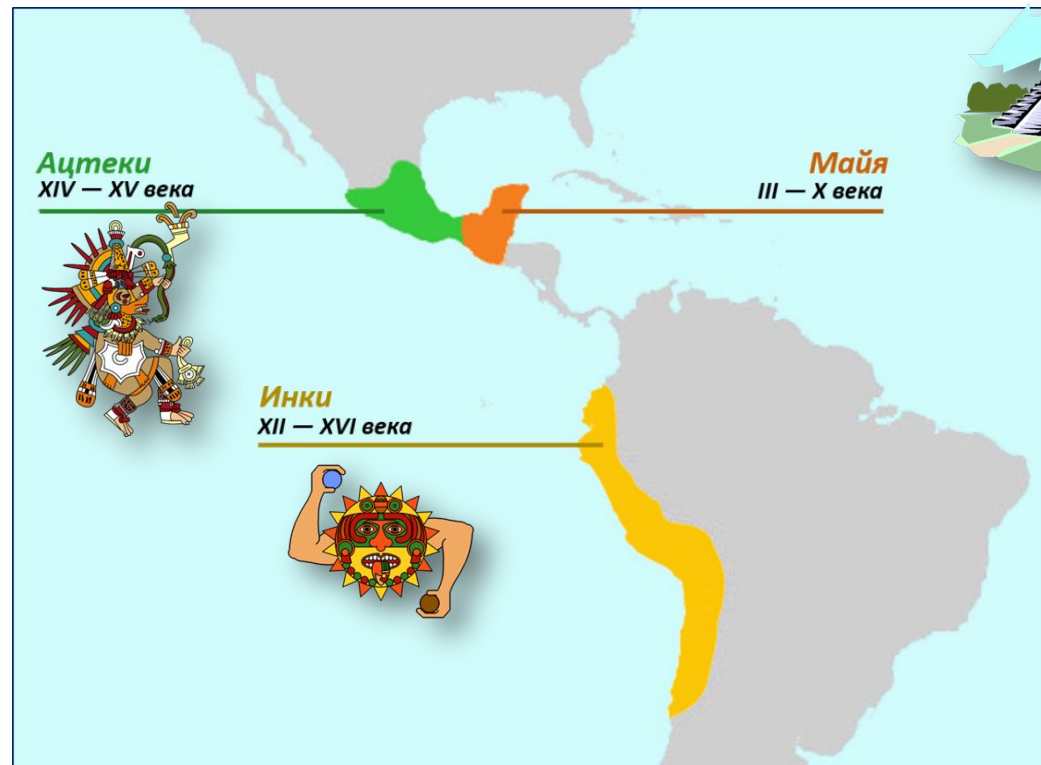 Ацтеки
XIV — XV века
Майя
III — X века
Инки
XII — XVI века